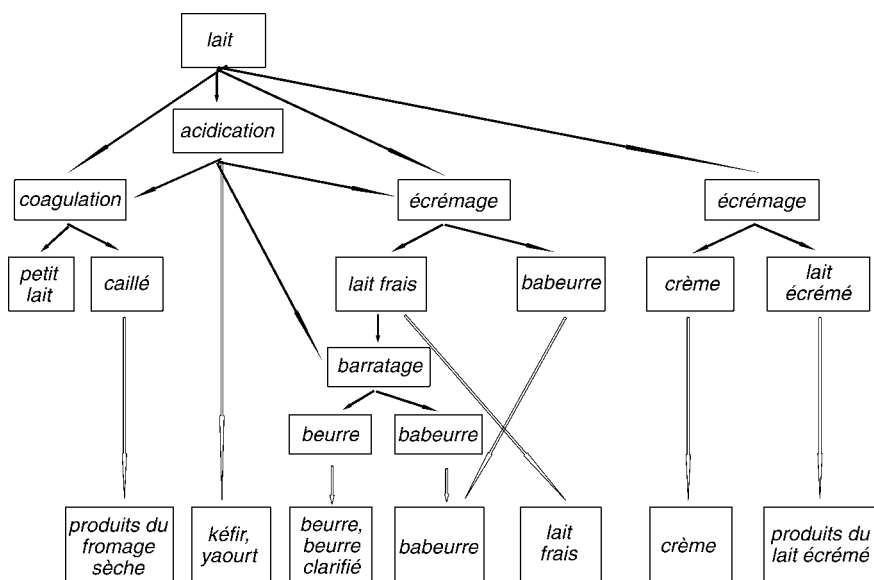 lait
acidication
coagulation
écrémage
écrémage
petit
lait
caillé
lait frais
babeurre
crème
lait
écrémé
barratage
beurre
babeurre
produits du
fromage
sèche
kéfir,
yaourt
beurre,
beurre
clarifié
babeurre
lait
frais
crème
produits du
lait écrémé